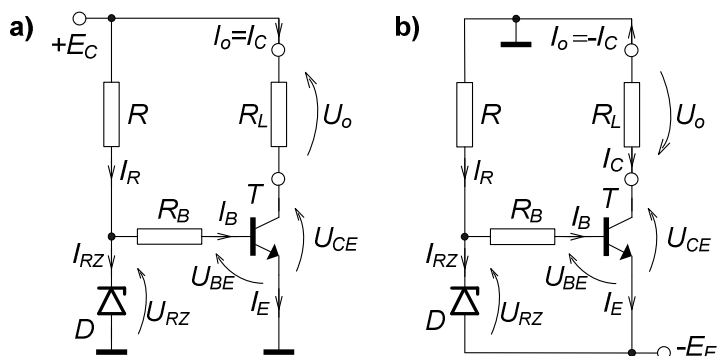 a)
+E_C
I_o=I_C
R
R_L
U_o
I_R
T
R_B
I_B
U_CE
I_RZ
U_BE
I_E
D
U_RZ
b)
I_o=-I_C
R
R_L
U_o
I_C
I_R
T
R_B
I_B
U_CE
I_RZ
U_BE
I_E
D
U_RZ
-E_E